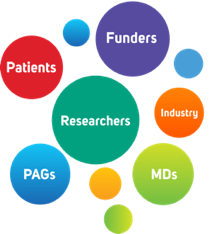 Funders
Patients
Industry
Researchers
PAGs
MDs